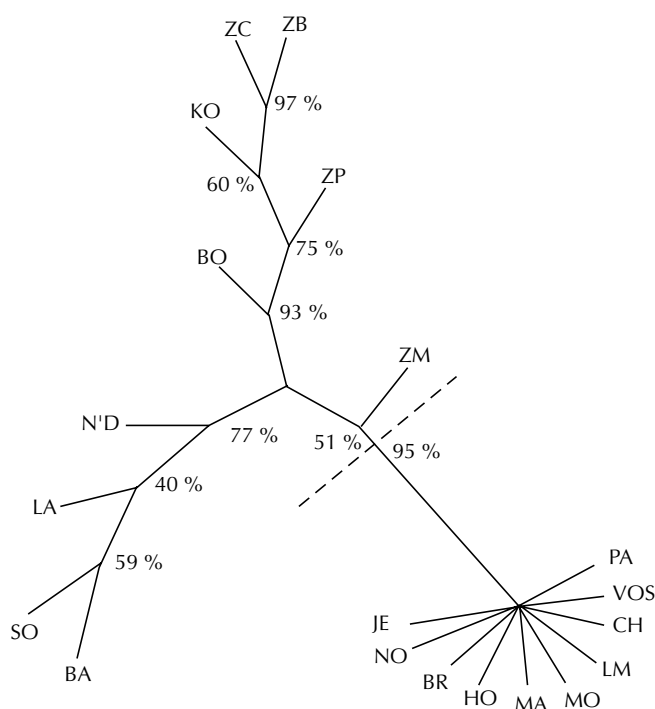 ZC
ZB
97 %
KO
60 %
ZP
75 %
BO
93 %
ZM
N'D
77 %
51 %
95 %
40 %
LA
59 %
SO
BA
PA
VOS
CH
LM
MO
MA
HO
BR
NO
JE